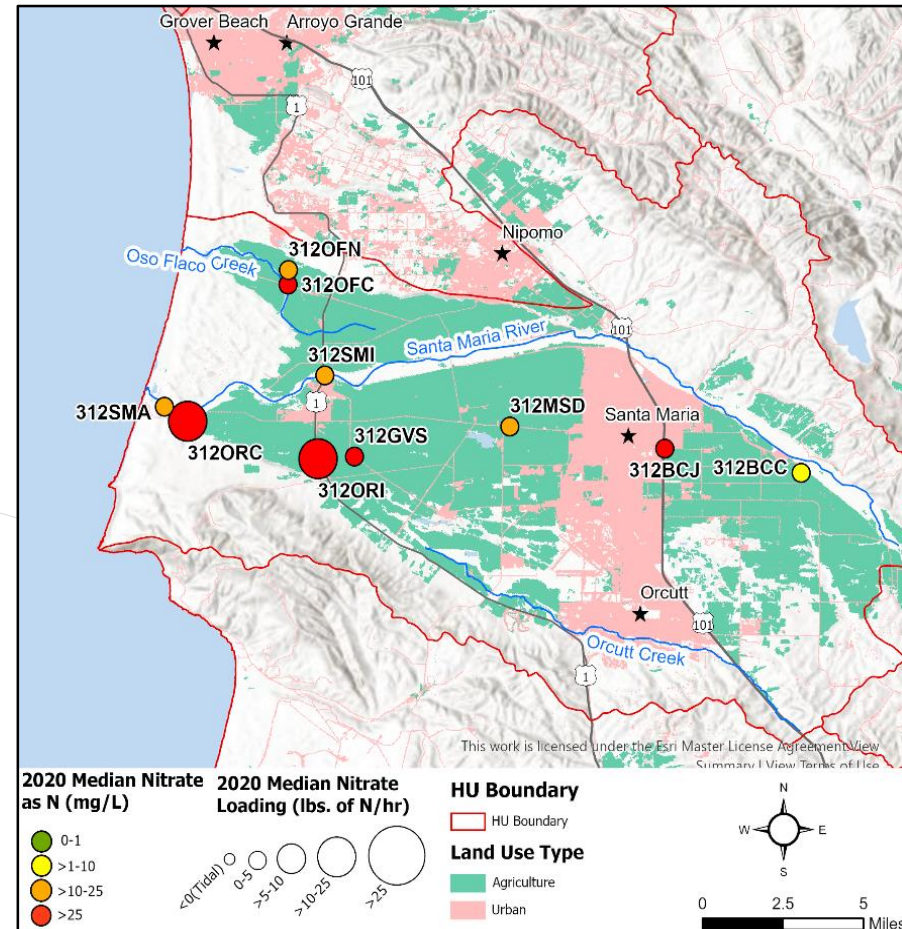 Grover Beach
Arroyo Grande
101
1
Nipomo
312OFN
Oso Flaco Creek
312OFC
Santa Maria River
101
312SMI
1
312SMA
312MSD
Santa Maria
312GVS
312ORC
312BCJ
312BCC
312ORI
Orcutt
101
Orcutt Creek
1
This work is licensed under the Esri Master License Agreement View
Summary | View Terms of Use
2020 Median Nitrate
as N (mg/L)
0-1
>1-10
>10-25
>25
2020 Median Nitrate
Loading (lbs. of N/hr)
<0(Tidal)
0-5
>5-10
>10-25
>25
HU Boundary
HU Boundary
Land Use Type
Agriculture
Urban
N
W
E
S
0 2.5 5
Miles